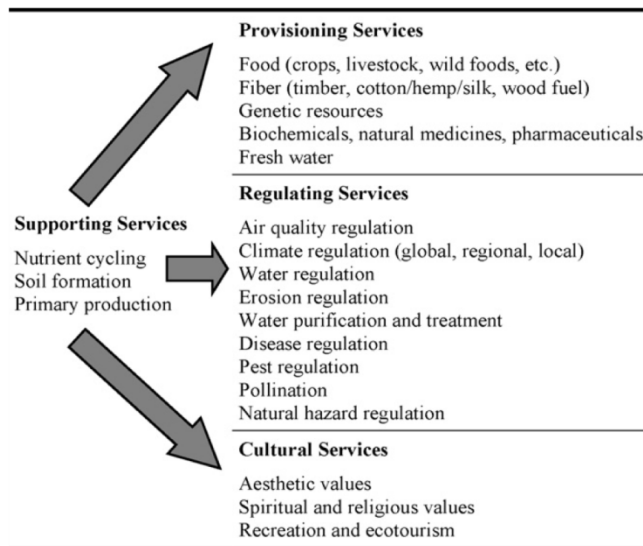 Provisioning Services
Food (crops, livestock, wild foods, etc.)
Fiber (timber, cotton/hemp/silk, wood fuel)
Genetic resources
Biochemicals, natural medicines, pharmaceuticals
Fresh water
Supporting Services
Nutrient cycling
Soil formation
Primary production
Regulating Services
Air quality regulation
Climate regulation (global, regional, local)
Water regulation
Erosion regulation
Water purification and treatment
Disease regulation
Pest regulation
Pollination
Natural hazard regulation
Cultural Services
Aesthetic values
Spiritual and religious values
Recreation and ecotourism